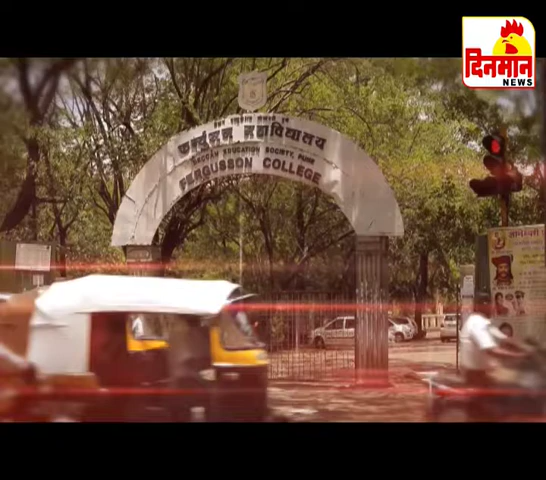 दिनमान
NEWS
फर्ग्युसन महाविद्यालय
DECCAN EDUCATION SOCIETY, PUNE
FERGUSSON COLLEGE